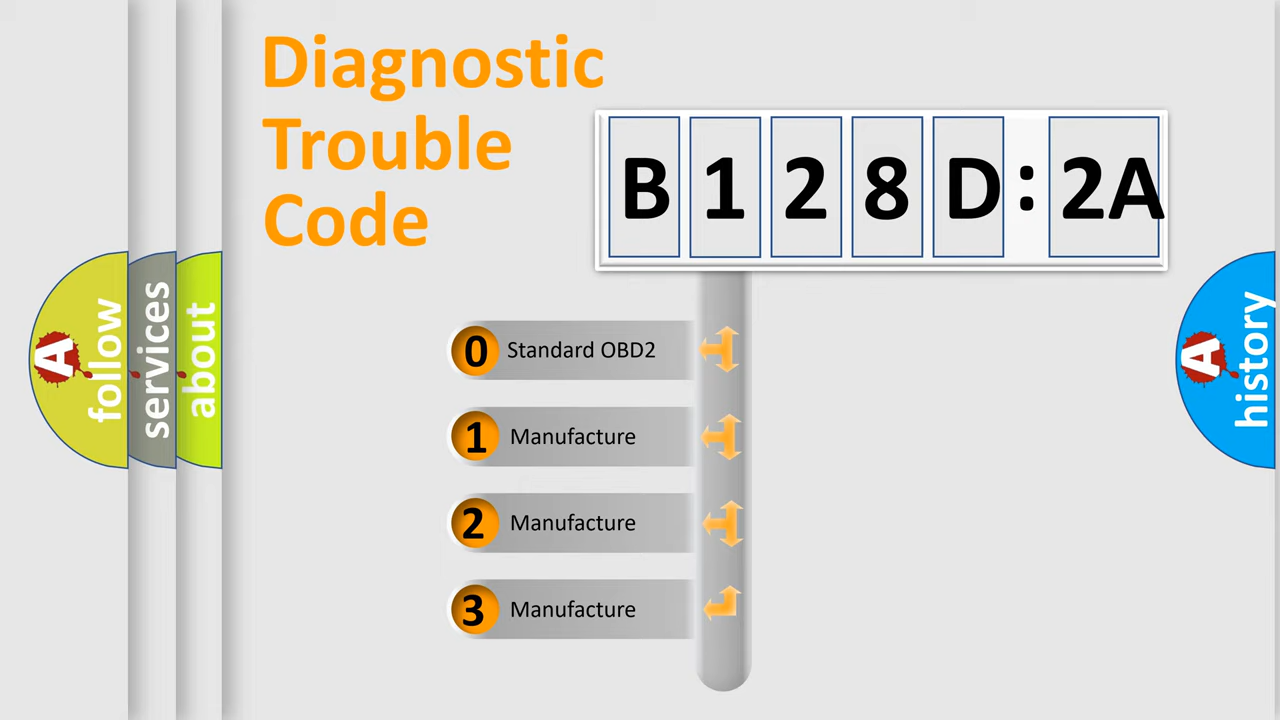 Diagnostic
Trouble
Code
B 1 2 8 D : 2A
0 Standard OBD2
1 Manufacture
2 Manufacture
3 Manufacture
A follow
services
about
A history